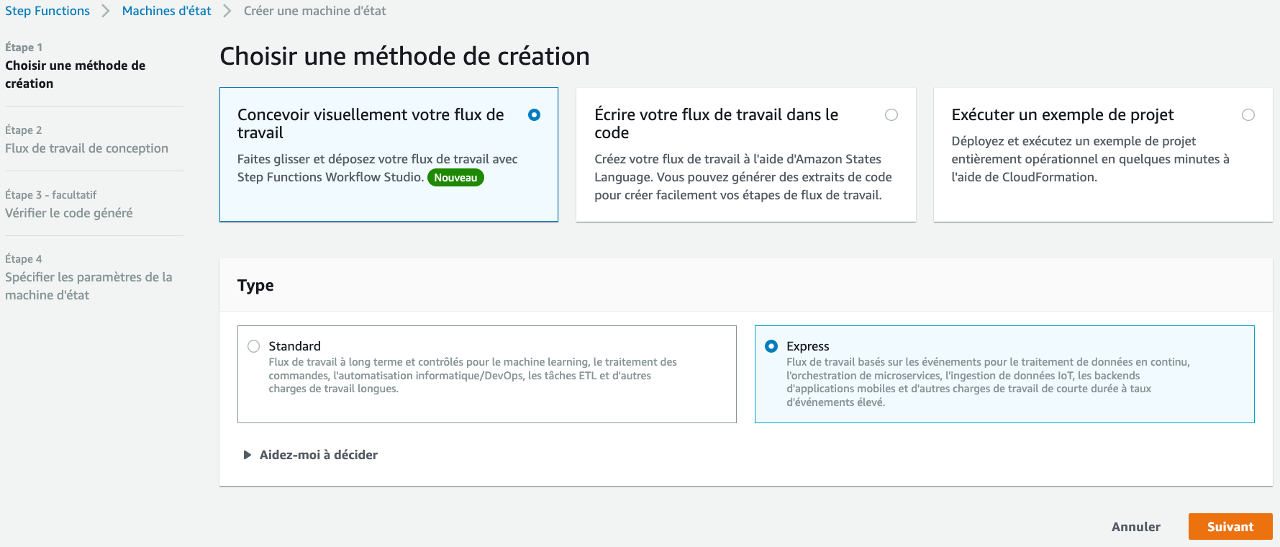 Step Functions > Machines d'état > Créer une machine d'état
Étape 1
Choisir une méthode de
création
Étape 2
Flux de travail de conception
Étape 3 - facultatif
Vérifier le code généré
Étape 4
Spécifier les paramètres de la
machine d'état
Choisir une méthode de création
Concevoir visuellement votre flux de
travail
Faites glisser et déposez votre flux de travail avec
Step Functions Workflow Studio. Nouveau
Écrire votre flux de travail dans le
code
Créez votre flux de travail à l'aide d'Amazon States
Language. Vous pouvez générer des extraits de code
pour créer facilement vos étapes de flux de travail.
Exécuter un exemple de projet
Déployez et exécutez un exemple de projet
entièrement opérationnel en quelques minutes à
l'aide de CloudFormation.
Type
Standard
Flux de travail à long terme et contrôlés pour le machine learning, le traitement des
commandes, l'automatisation informatique/DevOps, les tâches ETL et d'autres
charges de travail longues.
Express
Flux de travail basés sur les événements pour le traitement de données en continu,
l'orchestration de microservices, l'ingestion de données IoT, les backends
d'applications mobiles et d'autres charges de travail de courte durée à taux
d'événements élevé.
Aidez-moi à décider
Annuler
Suivant